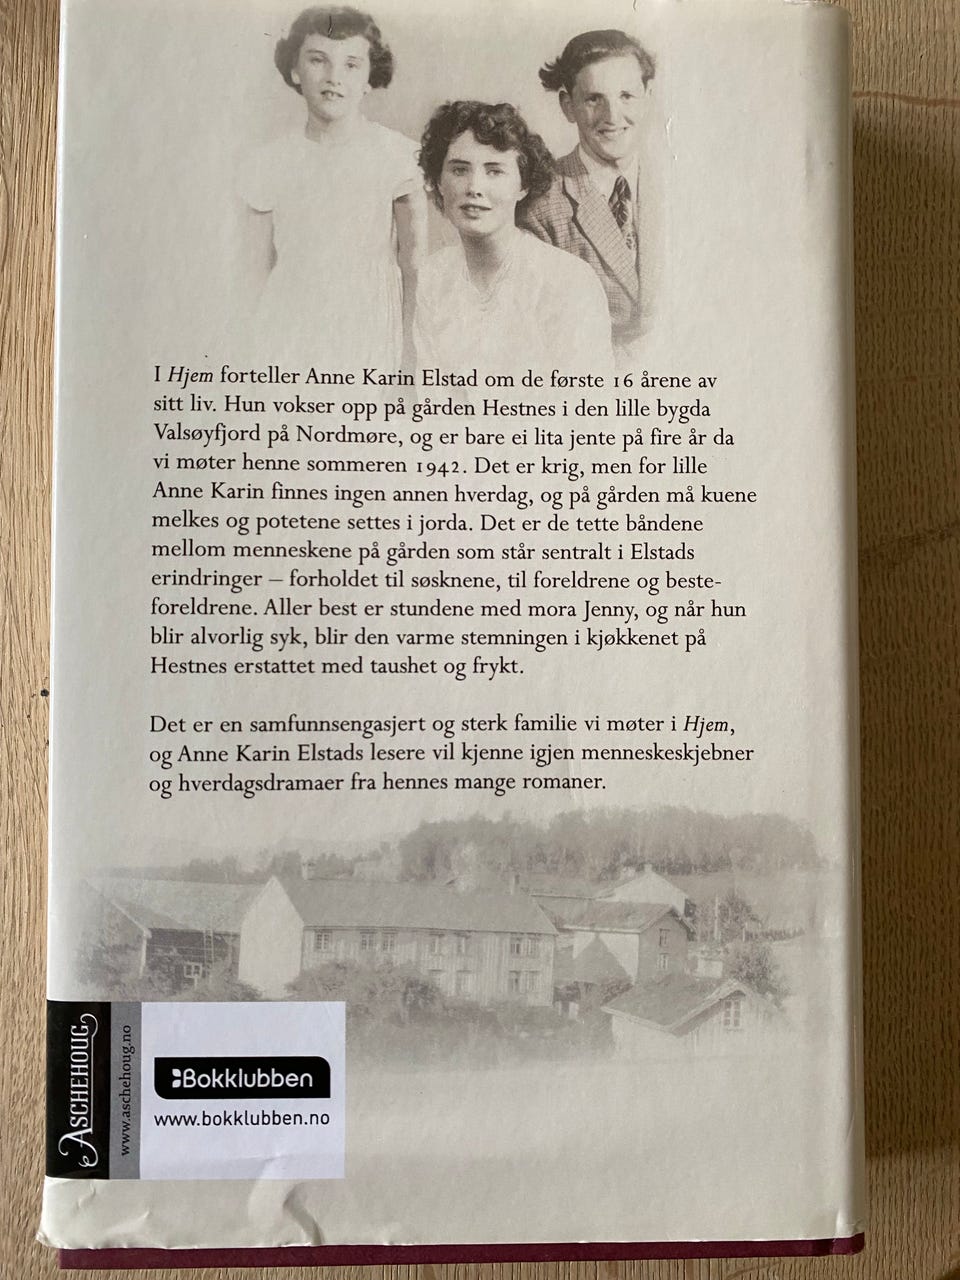 I Hjem forteller Anne Karin Elstad om de første 16 årene av
sitt liv. Hun vokser opp på gården Hestnes i den lille bygda
Valsøyfjord på Nordmøre, og er bare ei lita jente på fire år da
vi møter henne sommeren 1942. Det er krig, men for lille
Anne Karin finnes ingen annen hverdag, og på gården må kuene
melkes og potetene settes i jorda. Det er de tette båndene
mellom menneskene på gården som står sentralt i Elstads
erindringer – forholdet til søsknene, til foreldrene og beste-
foreldrene. Aller best er stundene med mora Jenny, og når hun
blir alvorlig syk, blir den varme stemningen i kjøkkenet på
Hestnes erstattet med taushet og frykt.
Det er en samfunnsengasjert og sterk familie vi møter i Hjem,
og Anne Karin Elstads lesere vil kjenne igjen menneskeskjebner
og hverdagsdramaer fra hennes mange romaner.
ASCHEHOUG
www.aschehoug.no
Bokklubben
www.bokklubben.no